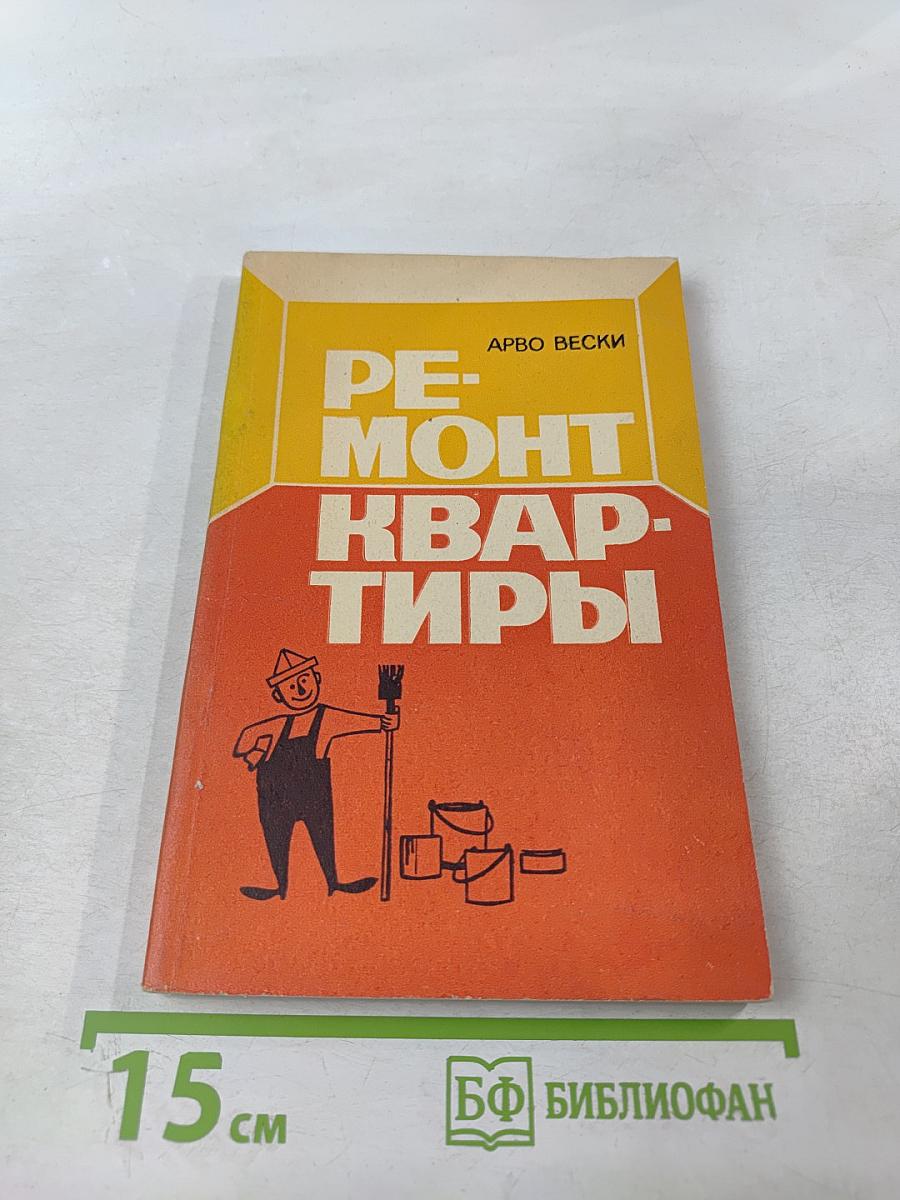 АРВО ВЕСКИ
РЕ-
МОНТ
КВАР-
ТИРЫ
15 см
БФ БИБЛИОФАН